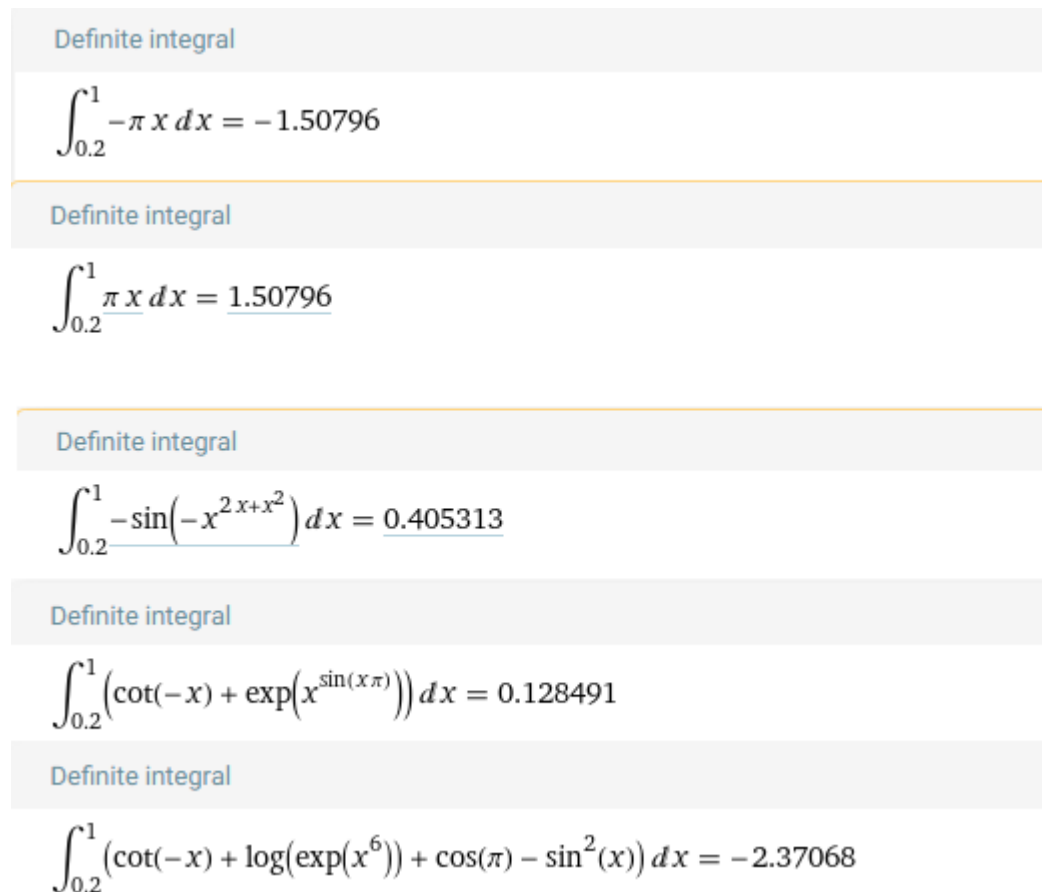 Definite integral
∫_{0.2}^{1} −π x dx = −1.50796
Definite integral
∫_{0.2}^{1} π x dx = 1.50796
Definite integral
∫_{0.2}^{1} −sin(−x^{2x+x^2}) dx = 0.405313
Definite integral
∫_{0.2}^{1} (cot(−x) + exp(x^{sin(xπ)})) dx = 0.128491
Definite integral
∫_{0.2}^{1} (cot(−x) + log(exp(x^6)) + cos(π) − sin^2(x)) dx = −2.37068